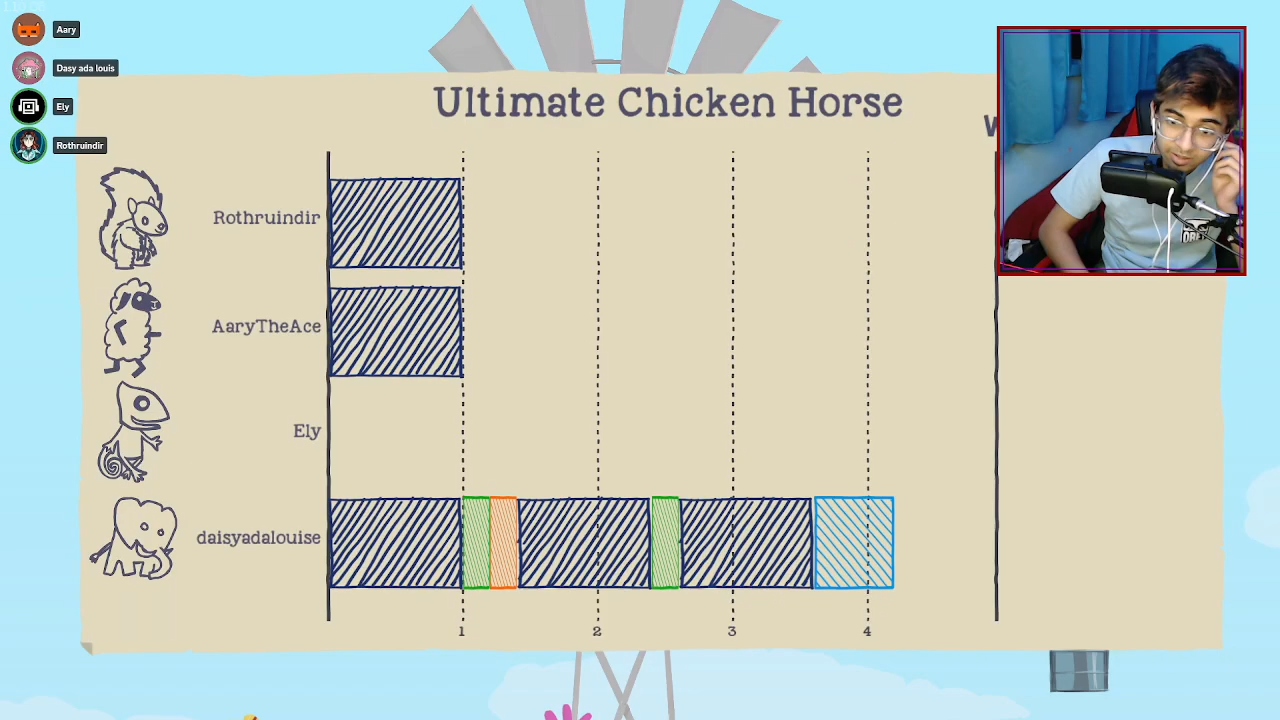 Aary
Dasy ada louis
Ely
Rothruindir
Ultimate Chicken Horse
Rothruindir
AaryTheAce
Ely
daisyadalouise
1 2 3 4